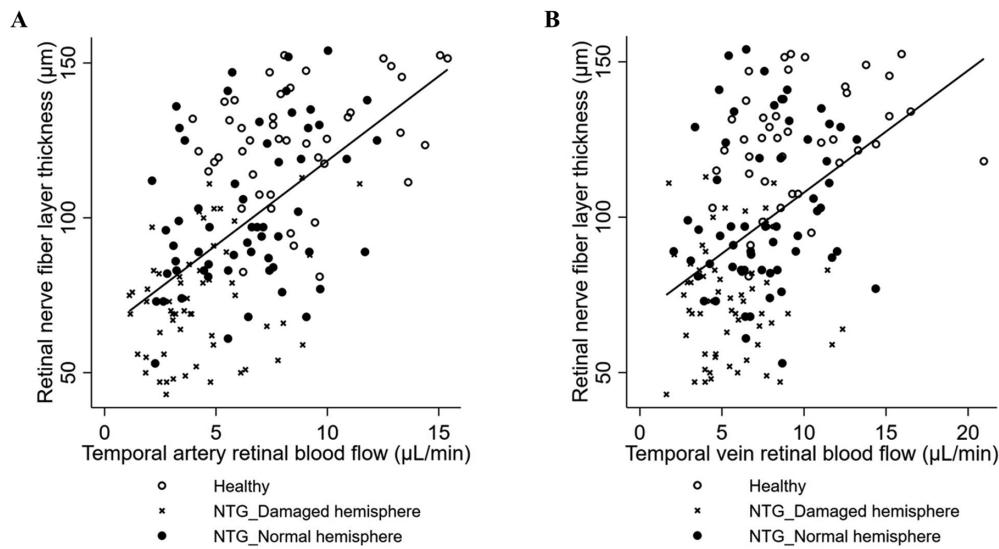 A
Retinal nerve fiber layer thickness (µm)
150
100
50
0 5 10 15
Temporal artery retinal blood flow (µL/min)
Healthy
NTG_Damaged hemisphere
NTG_Normal hemisphere
B
Retinal nerve fiber layer thickness (µm)
150
100
50
0 5 10 15 20
Temporal vein retinal blood flow (µL/min)
Healthy
NTG_Damaged hemisphere
NTG_Normal hemisphere